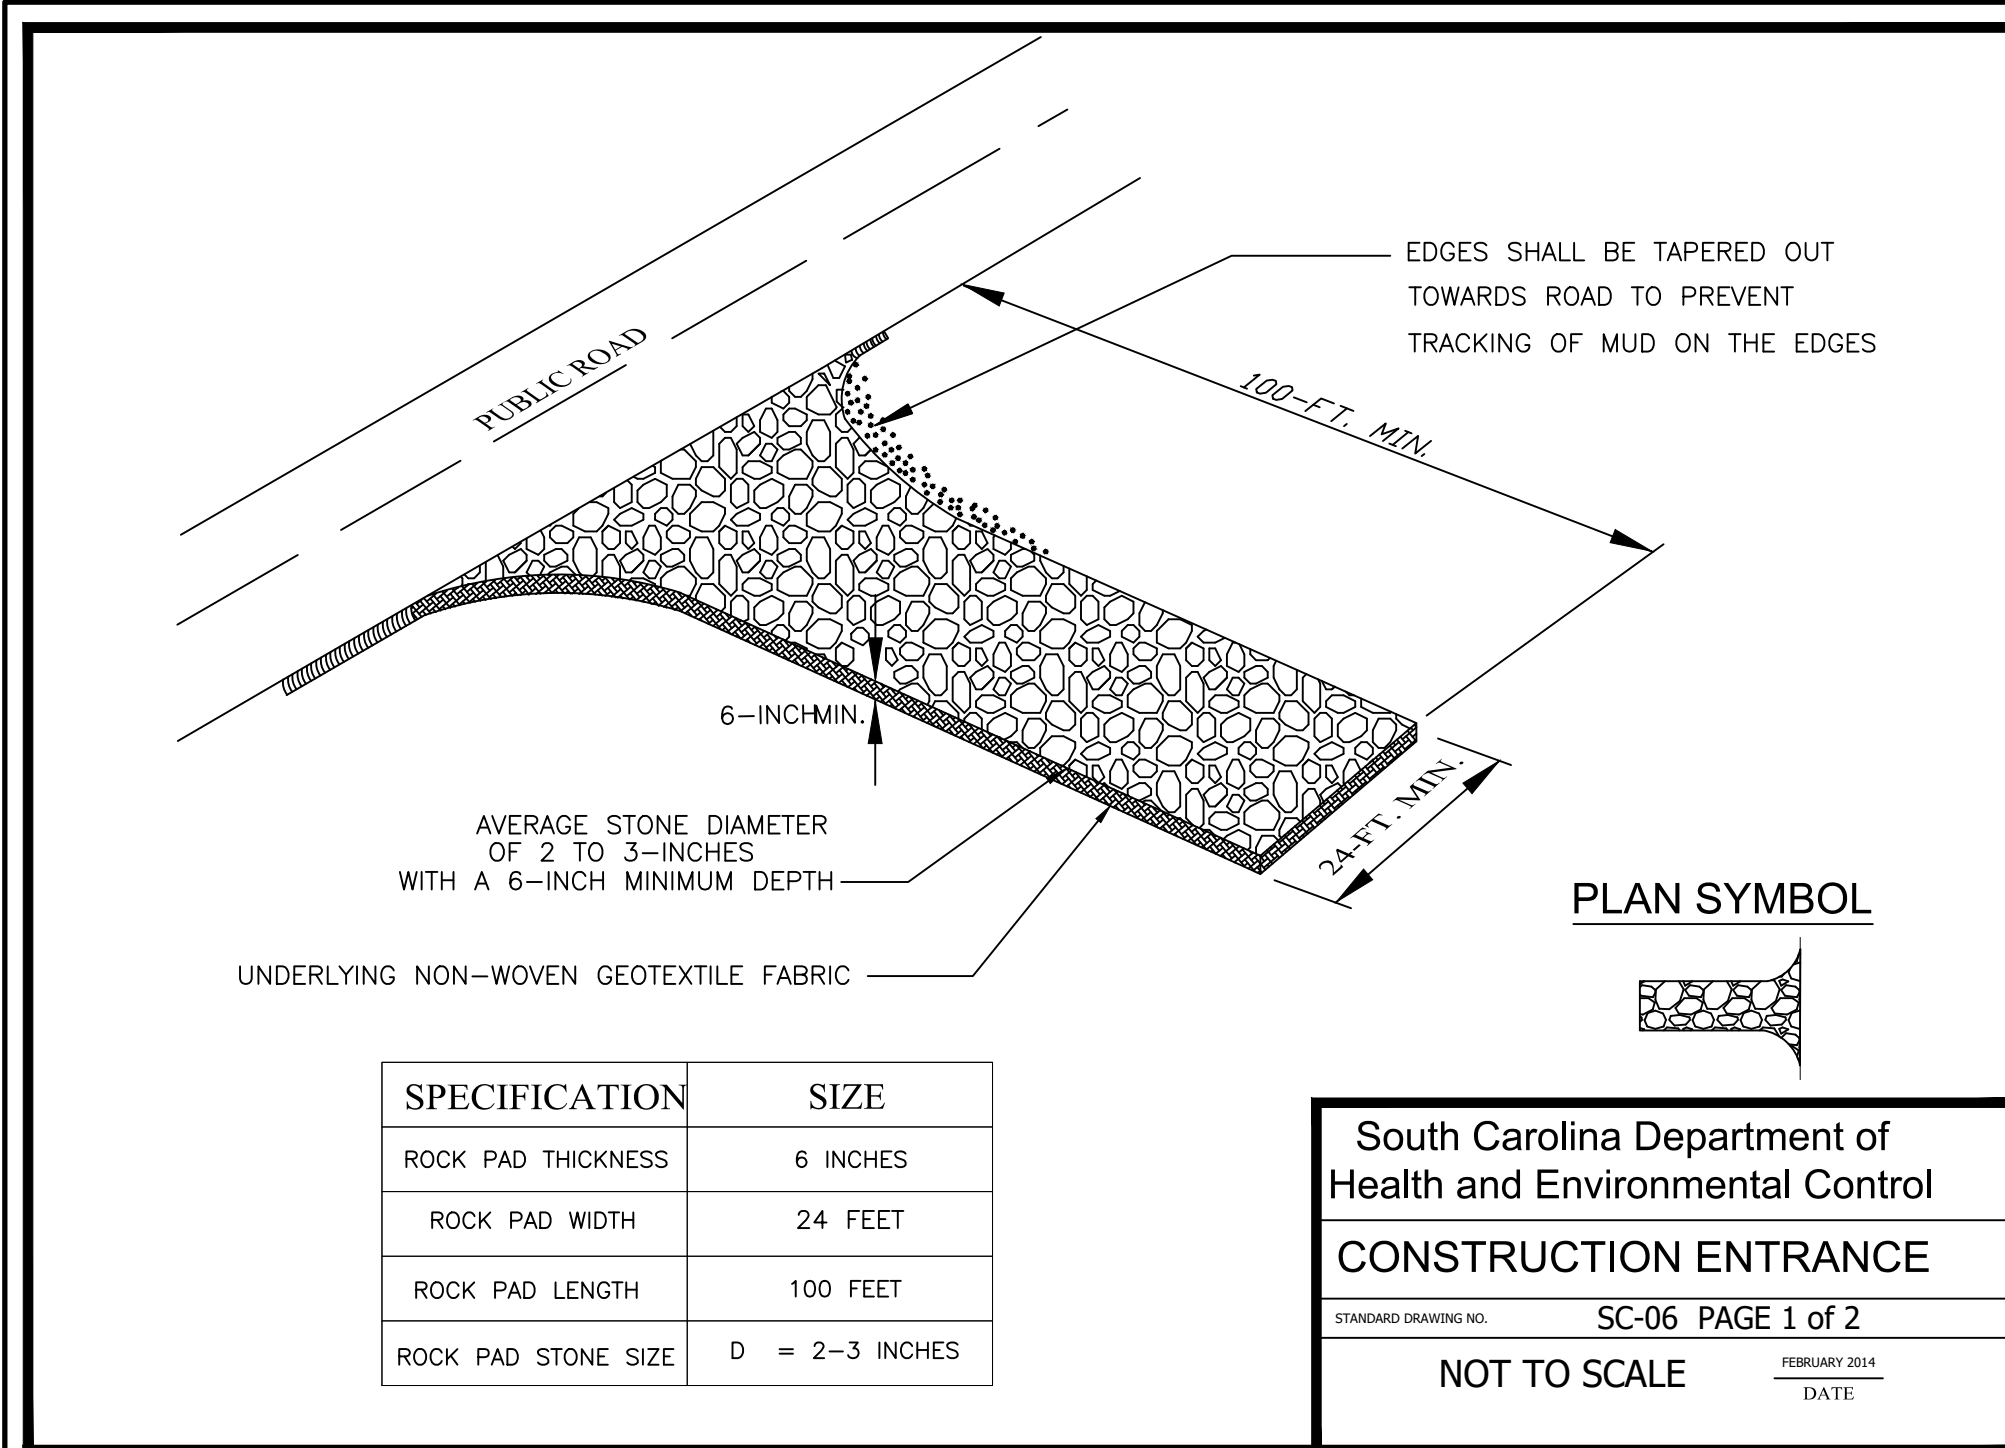 PUBLIC ROAD
EDGES SHALL BE TAPERED OUT
TOWARDS ROAD TO PREVENT
TRACKING OF MUD ON THE EDGES
100-FT. MIN.
6-INCH MIN.
24-FT. MIN.
AVERAGE STONE DIAMETER
OF 2 TO 3-INCHES
WITH A 6-INCH MINIMUM DEPTH
UNDERLYING NON-WOVEN GEOTEXTILE FABRIC
PLAN SYMBOL
SPECIFICATION SIZE
ROCK PAD THICKNESS 6 INCHES
ROCK PAD WIDTH 24 FEET
ROCK PAD LENGTH 100 FEET
ROCK PAD STONE SIZE D = 2-3 INCHES
South Carolina Department of
Health and Environmental Control
CONSTRUCTION ENTRANCE
STANDARD DRAWING NO. SC-06 PAGE 1 of 2
NOT TO SCALE FEBRUARY 2014
DATE